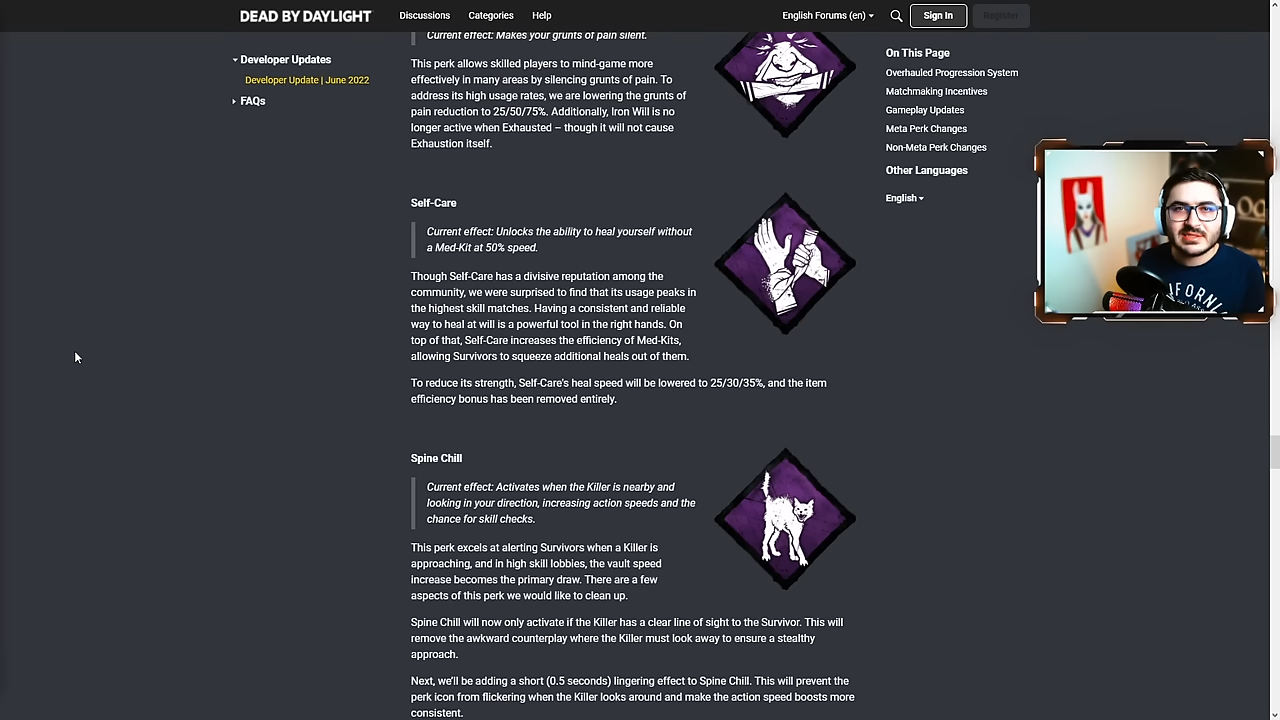 DEAD BY DAYLIGHT
Discussions
Categories
Help
English Forums (en)
Sign In
Register
Developer Updates
Developer Update | June 2022
FAQs
Current effect: Makes your grunts of pain silent.
This perk allows skilled players to mind-game more
effectively in many areas by silencing grunts of pain. To
address its high usage rates, we are lowering the grunts of
pain reduction to 25/50/75%. Additionally, Iron Will is no
longer active when Exhausted – though it will not cause
Exhaustion itself.
Self-Care
Current effect: Unlocks the ability to heal yourself without
a Med-Kit at 50% speed.
Though Self-Care has a divisive reputation among the
community, we were surprised to find that its usage peaks in
the highest skill matches. Having a consistent and reliable
way to heal at will is a powerful tool in the right hands. On
top of that, Self-Care increases the efficiency of Med-Kits,
allowing Survivors to squeeze additional heals out of them.
To reduce its strength, Self-Care's heal speed will be lowered to 25/30/35%, and the item
efficiency bonus has been removed entirely.
Spine Chill
Current effect: Activates when the Killer is nearby and
looking in your direction, increasing action speeds and the
chance for skill checks.
This perk excels at alerting Survivors when a Killer is
approaching, and in high skill lobbies, the vault speed
increase becomes the primary draw. There are a few
aspects of this perk we would like to clean up.
Spine Chill will now only activate if the Killer has a clear line of sight to the Survivor. This will
remove the awkward counterplay where the Killer must look away to ensure a stealthy
approach.
Next, we'll be adding a short (0.5 seconds) lingering effect to Spine Chill. This will prevent the
perk icon from flickering when the Killer looks around and make the action speed boosts more
consistent.
On This Page
Overhauled Progression System
Matchmaking Incentives
Gameplay Updates
Meta Perk Changes
Non-Meta Perk Changes
Other Languages
English